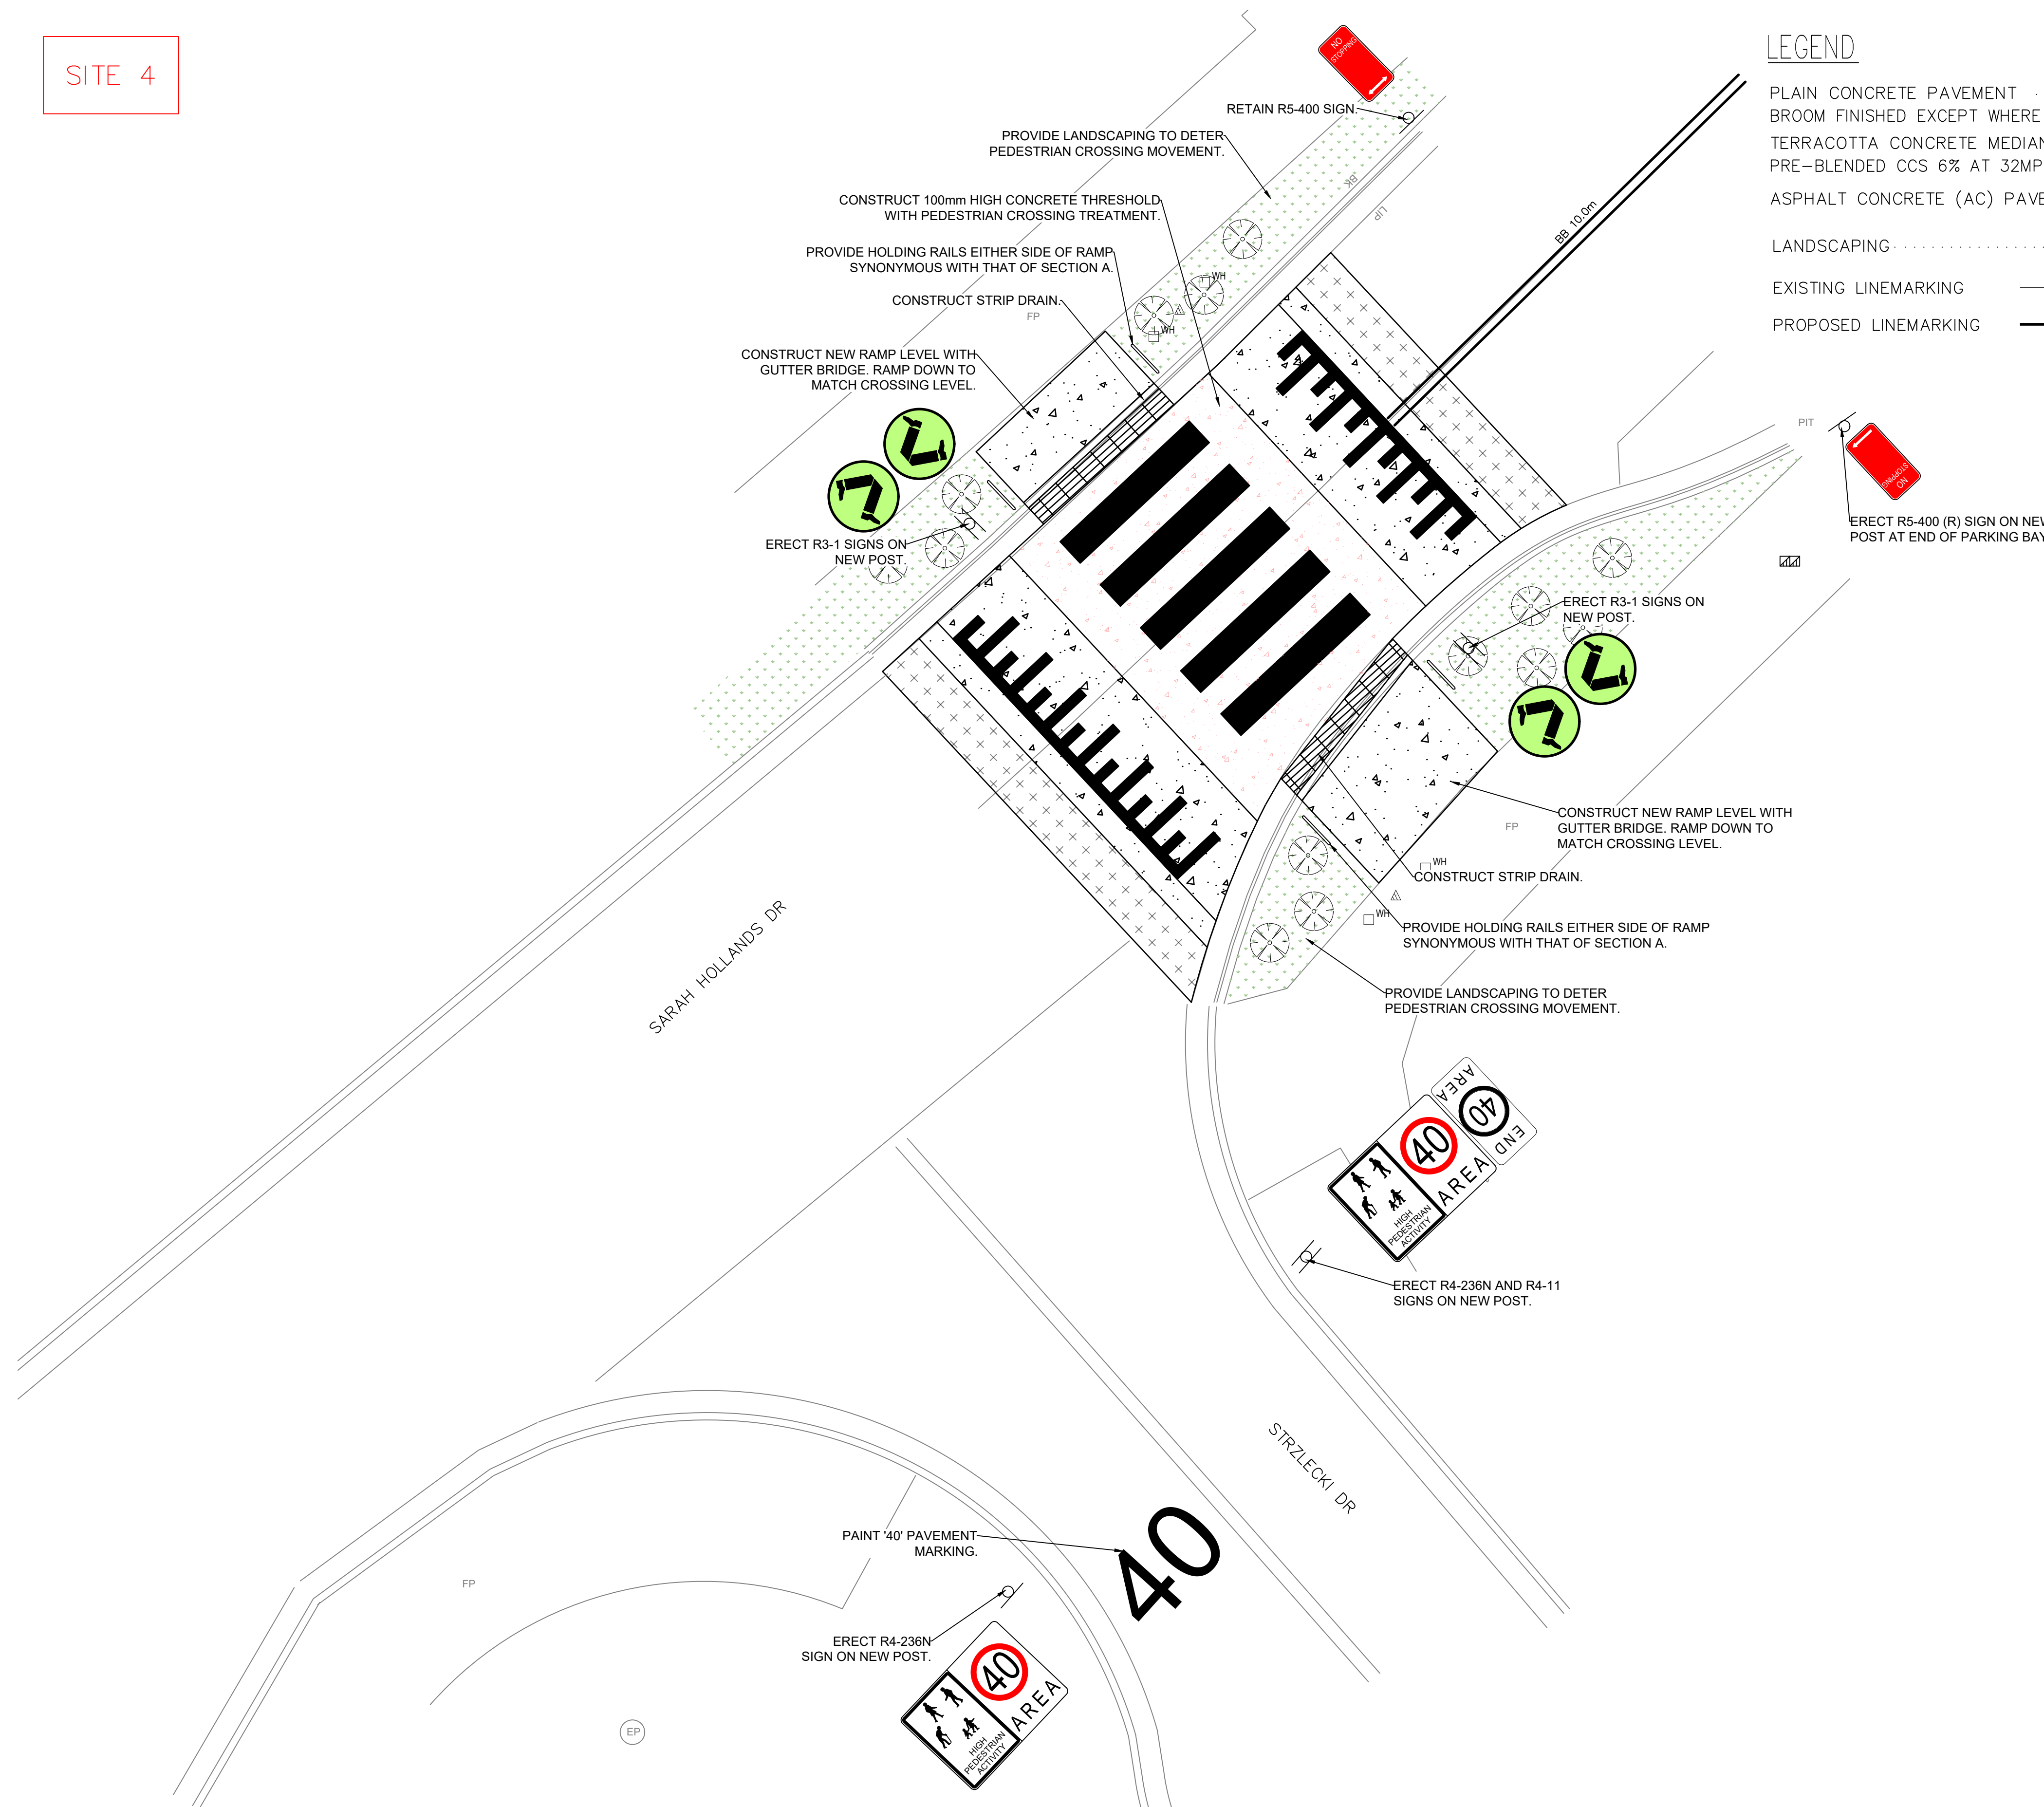 SITE 4
LEGEND
PLAIN CONCRETE PAVEMENT
BROOM FINISHED EXCEPT WHERE
TERRACOTTA CONCRETE MEDIAN
PRE-BLENDED CCS 6% AT 32MP
ASPHALT CONCRETE (AC) PAVE
LANDSCAPING
EXISTING LINEMARKING
PROPOSED LINEMARKING
NO
STOPPING
RETAIN R5-400 SIGN.
PROVIDE LANDSCAPING TO DETER
PEDESTRIAN CROSSING MOVEMENT.
BK
LIP
BB 10.0m
CONSTRUCT 100mm HIGH CONCRETE THRESHOLD
WITH PEDESTRIAN CROSSING TREATMENT.
PROVIDE HOLDING RAILS EITHER SIDE OF RAMP
SYNONYMOUS WITH THAT OF SECTION A.
WH
CONSTRUCT STRIP DRAIN.
FP
WH
CONSTRUCT NEW RAMP LEVEL WITH
GUTTER BRIDGE. RAMP DOWN TO
MATCH CROSSING LEVEL.
PIT
NO
STOPPING
ERECT R5-400 (R) SIGN ON NEW
POST AT END OF PARKING BAY
ERECT R3-1 SIGNS ON
NEW POST.
ERECT R3-1 SIGNS ON
NEW POST.
CONSTRUCT NEW RAMP LEVEL WITH
GUTTER BRIDGE. RAMP DOWN TO
MATCH CROSSING LEVEL.
FP
WH
CONSTRUCT STRIP DRAIN.
WH
PROVIDE HOLDING RAILS EITHER SIDE OF RAMP
SYNONYMOUS WITH THAT OF SECTION A.
SARAH HOLLANDS DR
PROVIDE LANDSCAPING TO DETER
PEDESTRIAN CROSSING MOVEMENT.
END
40
AREA
40
AREA
HIGH
PEDESTRIAN
ACTIVITY
ERECT R4-236N AND R4-11
SIGNS ON NEW POST.
STRZLECKI DR
PAINT '40' PAVEMENT
MARKING.
40
FP
ERECT R4-236N
SIGN ON NEW POST.
40
AREA
HIGH
PEDESTRIAN
ACTIVITY
EP